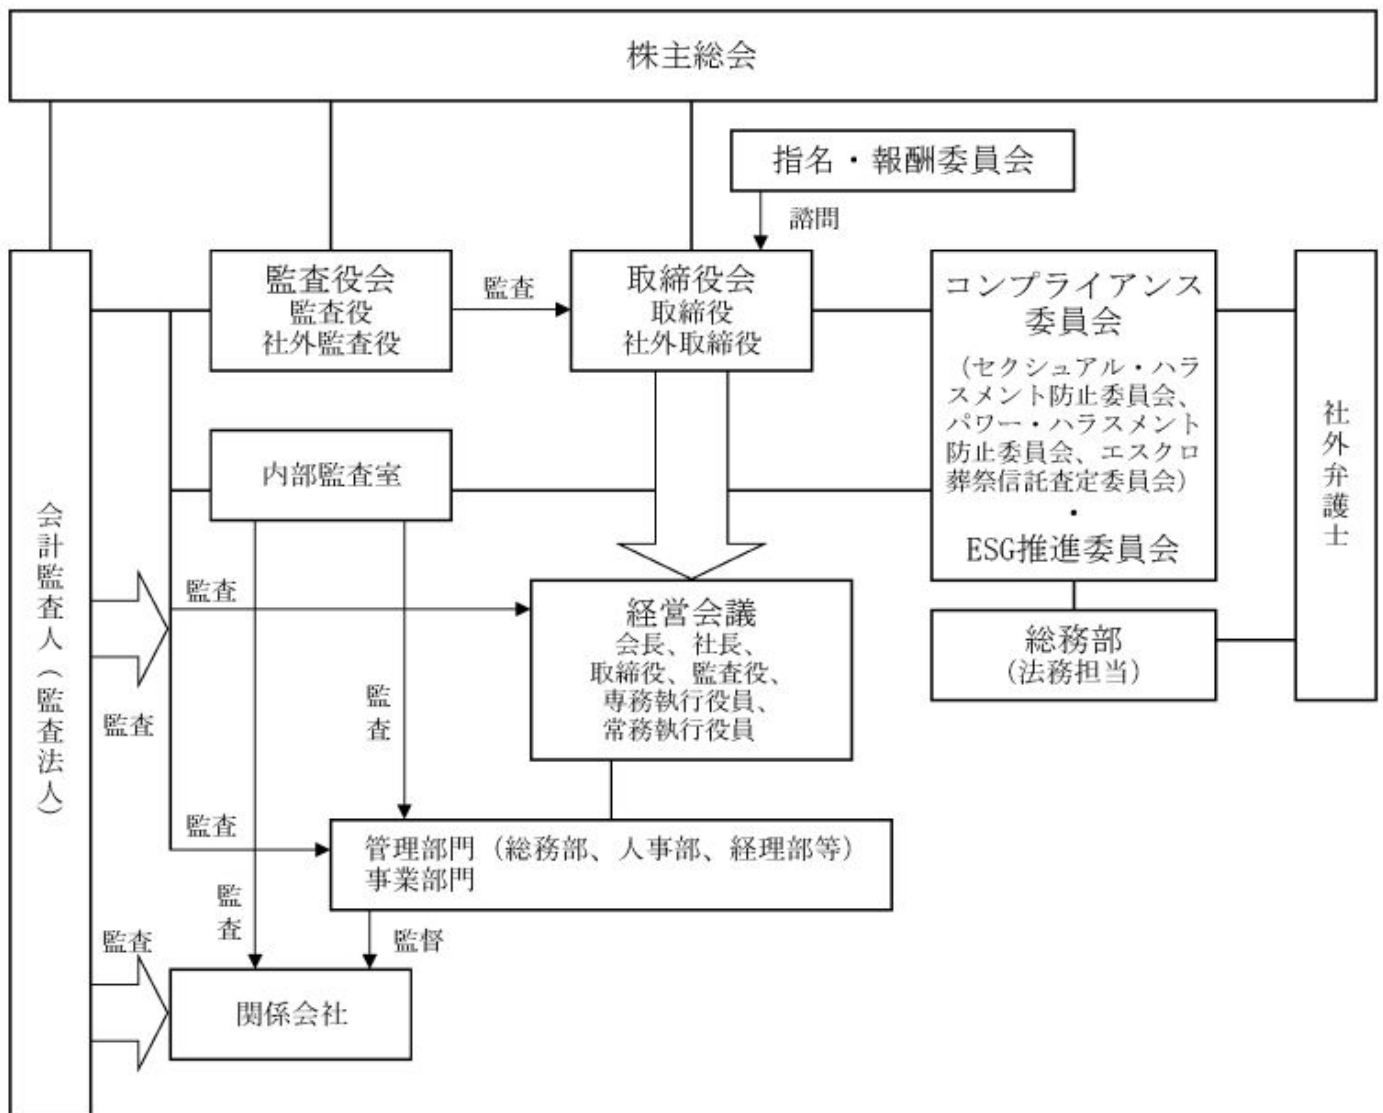 株主総会
指名・報酬委員会
諮問
監査役会
監査役
社外監査役
監査
取締役会
取締役
社外取締役
コンプライアンス
委員会
（セクシュアル・ハラ
スメント防止委員会、
パワー・ハラスメント
防止委員会、エスクロ
葬祭信託査定委員会）
・
ESG推進委員会
社外弁護士
内部監査室
会計監査人（監査法人）
監査
監査
監査
経営会議
会長、社長、
取締役、監査役、
専務執行役員、
常務執行役員
総務部
（法務担当）
監査
管理部門（総務部、人事部、経理部等）
事業部門
監査
監査
監督
関係会社